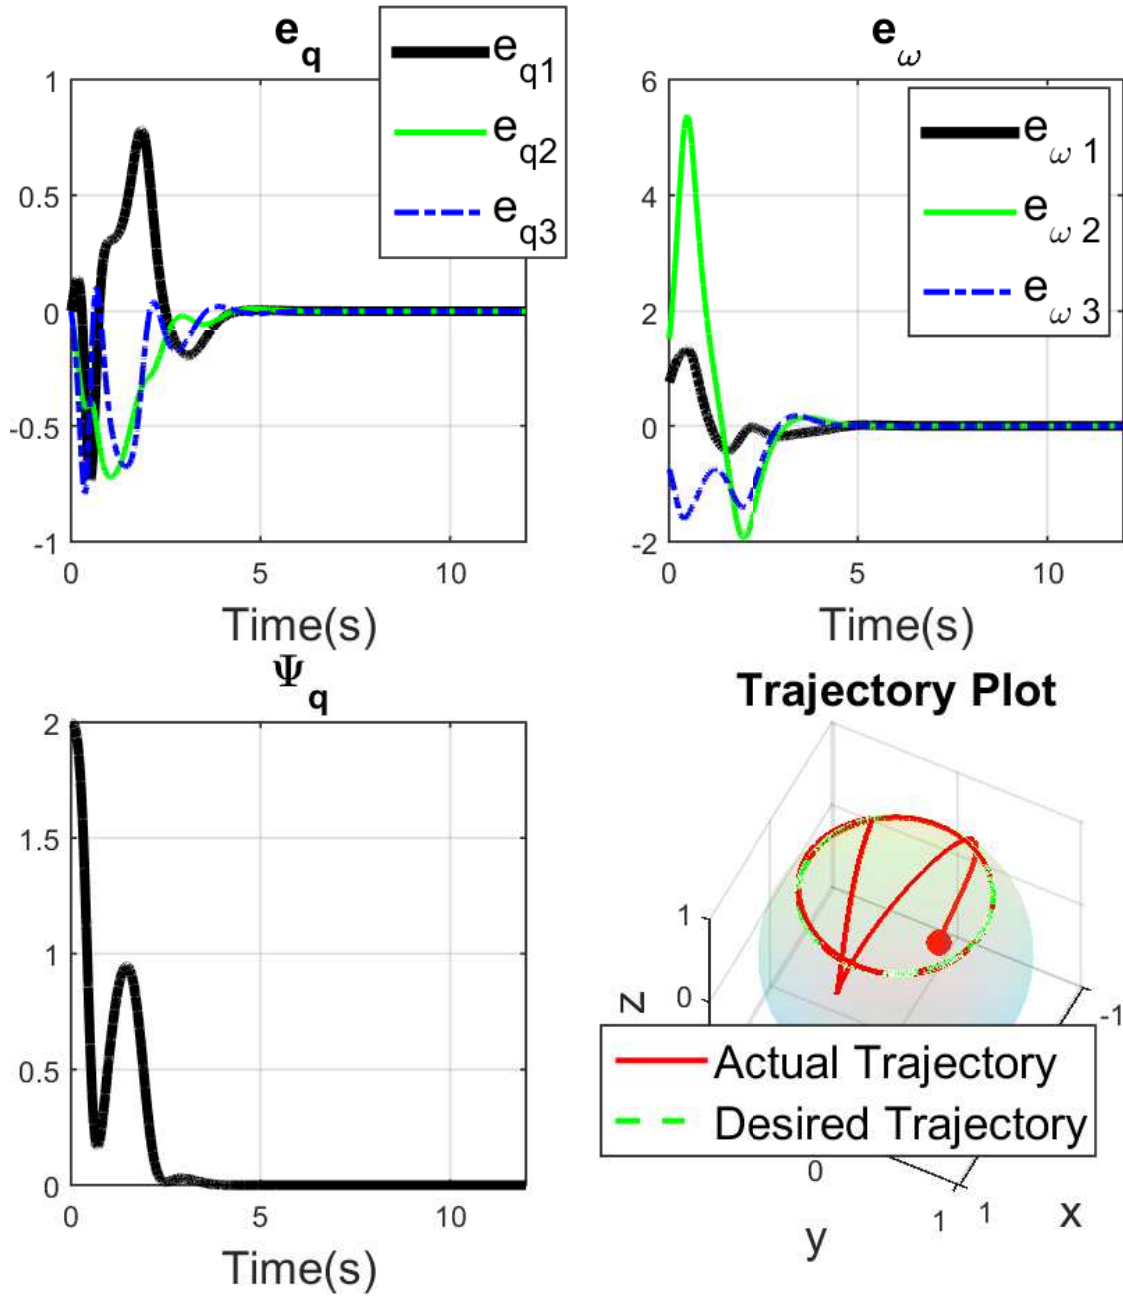 e_q
e_q1
e_q2
e_q3
1
0.5
0
-0.5
-1
0 5 10
Time(s)
e_ω
e_ω 1
e_ω 2
e_ω 3
6
4
2
0
-2
0 5 10
Time(s)
Ψ_q
2
1.5
1
0.5
0
0 5 10
Time(s)
Trajectory Plot
1
0
z
-1
Actual Trajectory
Desired Trajectory
0
1 1
y
x